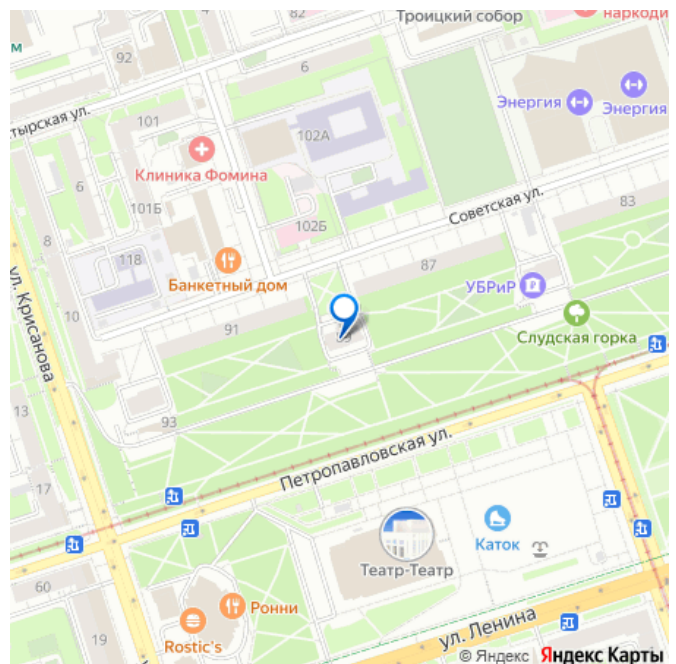 82
Троицкий собор
наркоди
м
92
6
Энергия
Энергия
тырская ул.
101
102А
Клиника Фомина
6
101Б
102Б
Советская ул.
83
8
118
87
Банкетный дом
УБРиР
ул. Крисанова
10
91
Слудская горка
93
13
Петропавловская ул.
17
Каток
Театр-Театр
60
Ронни
19
Rostic's
ул. Ленина
© Яндекс Яндекс Карты